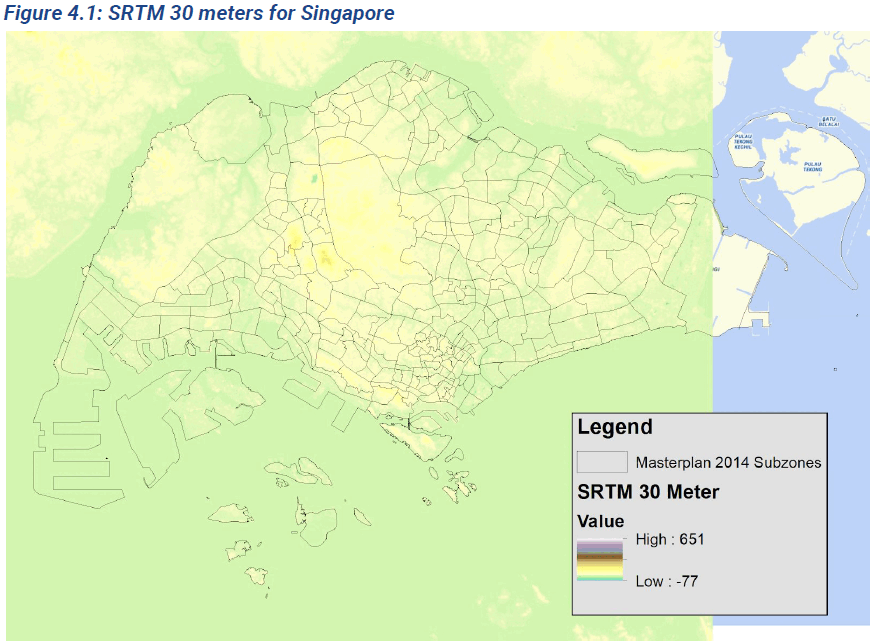 Figure 4.1: SRTM 30 meters for Singapore
BATU
BELALAI
PULAU
TEKONG
KECHIL
PULAU
TEKONG
Legend
Masterplan 2014 Subzones
SRTM 30 Meter
Value
High : 651
Low : -77